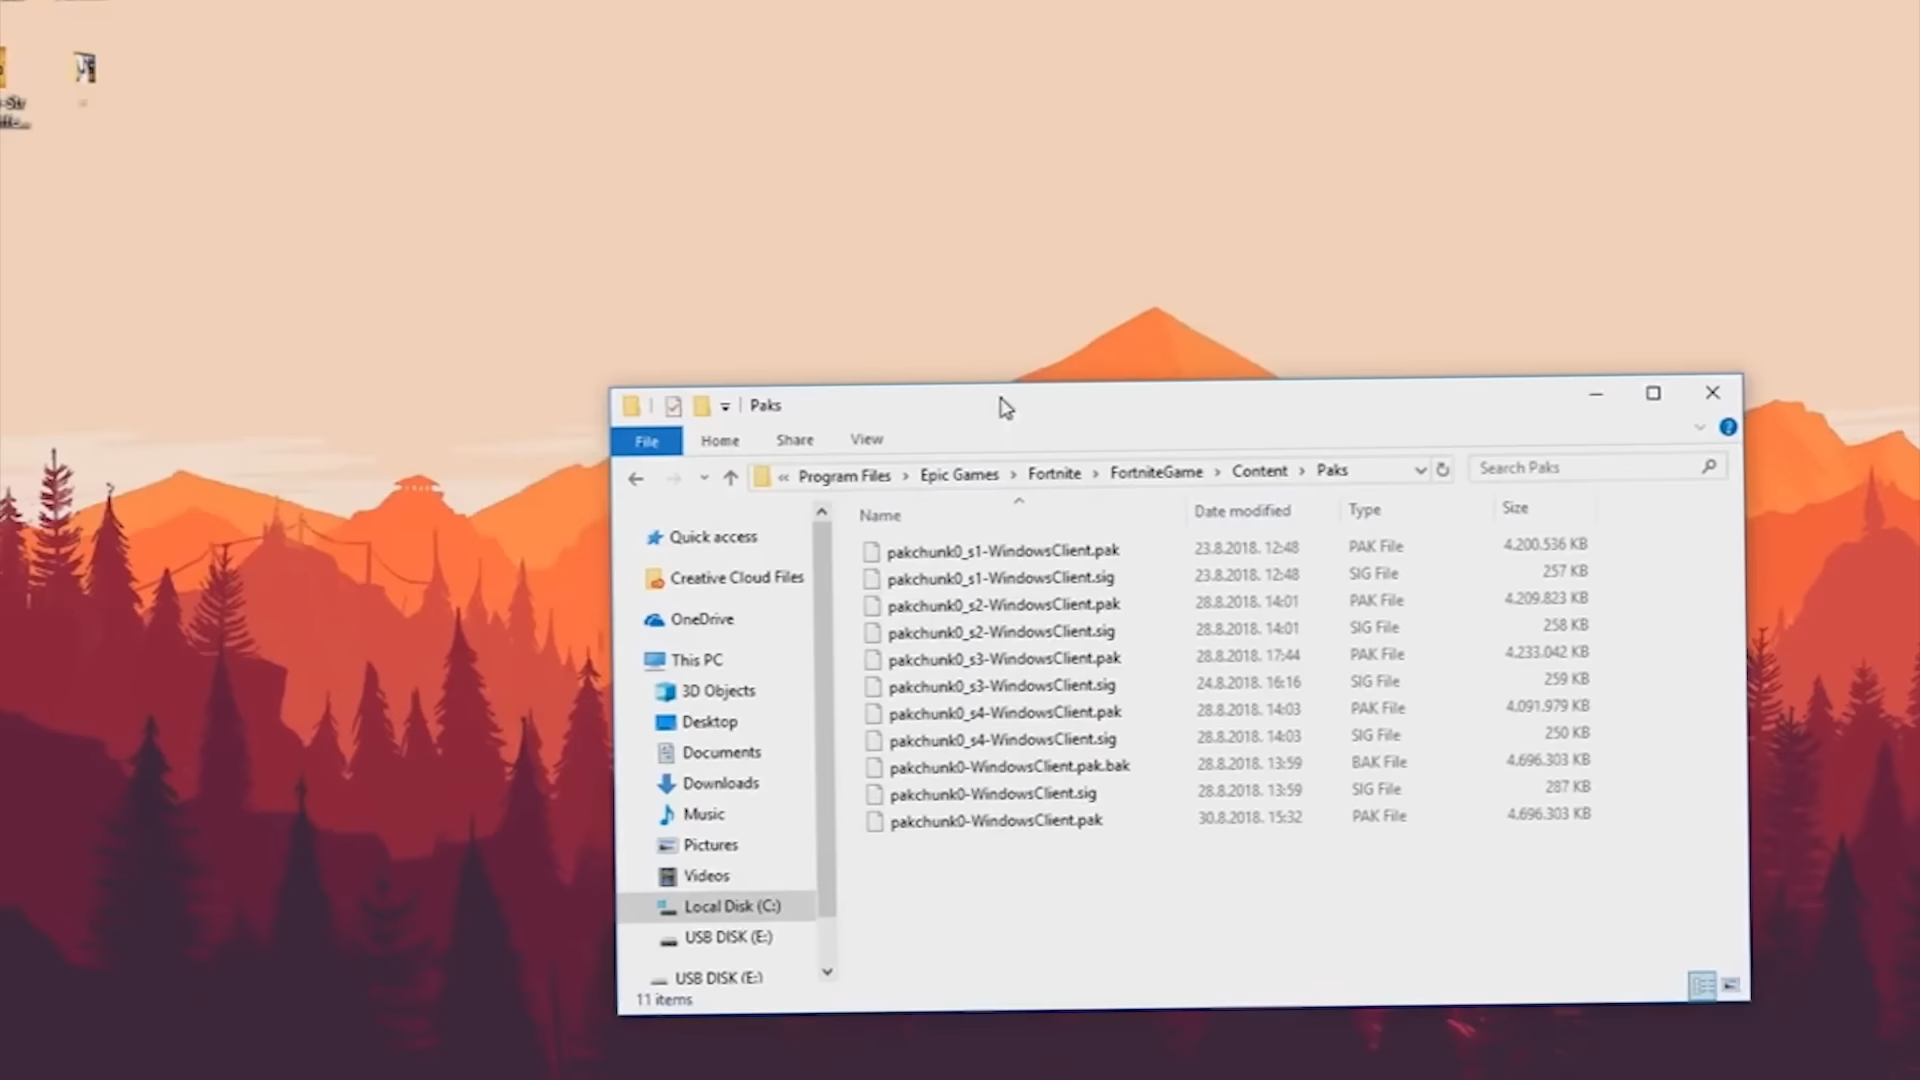 Paks
File Home Share View
« Program Files › Epic Games › Fortnite › FortniteGame › Content › Paks Search Paks
Name Date modified Type Size
Quick access
Creative Cloud Files
OneDrive
This PC
3D Objects
Desktop
Documents
Downloads
Music
Pictures
Videos
Local Disk (C:)
USB DISK (E:)
USB DISK (E:)
pakchunk0_s1-WindowsClient.pak 23.8.2018. 12:48 PAK File 4.200.536 KB
pakchunk0_s1-WindowsClient.sig 23.8.2018. 12:48 SIG File 257 KB
pakchunk0_s2-WindowsClient.pak 28.8.2018. 14:01 PAK File 4.209.823 KB
pakchunk0_s2-WindowsClient.sig 28.8.2018. 14:01 SIG File 258 KB
pakchunk0_s3-WindowsClient.pak 28.8.2018. 17:44 PAK File 4.233.042 KB
pakchunk0_s3-WindowsClient.sig 24.8.2018. 16:16 SIG File 259 KB
pakchunk0_s4-WindowsClient.pak 28.8.2018. 14:03 PAK File 4.091.979 KB
pakchunk0_s4-WindowsClient.sig 28.8.2018. 14:03 SIG File 250 KB
pakchunk0-WindowsClient.pak.bak 28.8.2018. 13:59 BAK File 4.696.303 KB
pakchunk0-WindowsClient.sig 28.8.2018. 13:59 SIG File 287 KB
pakchunk0-WindowsClient.pak 30.8.2018. 15:32 PAK File 4.696.303 KB
11 items